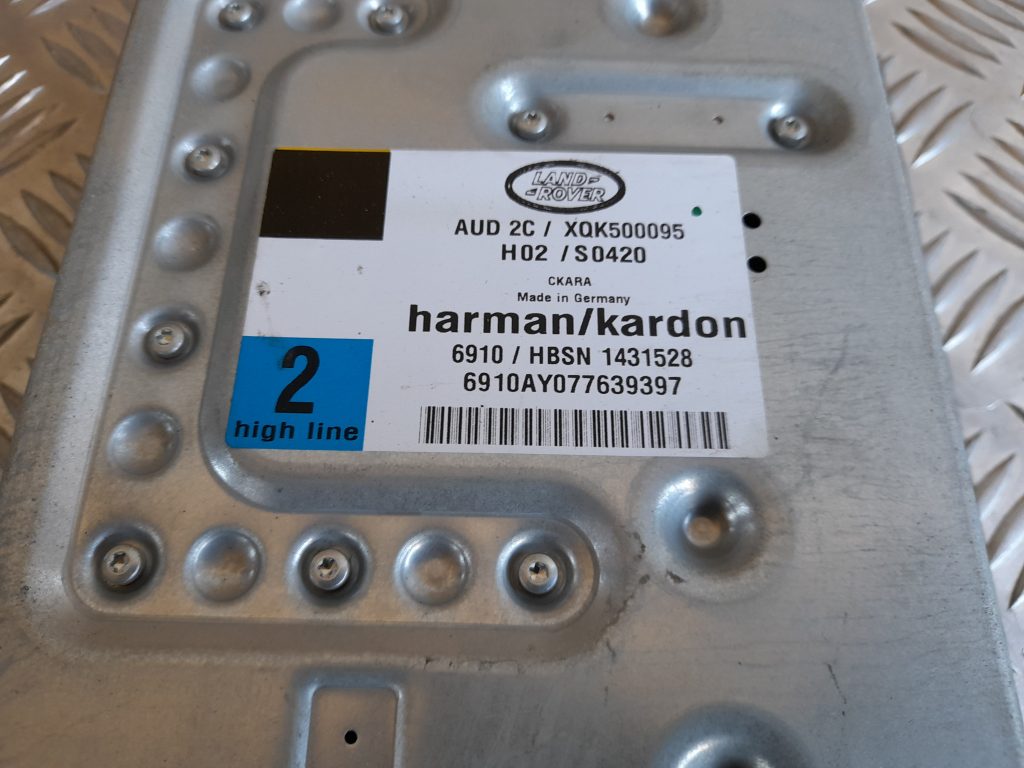 LAND-
-ROVER
AUD 2C / XQK500095
H02 / S0420
CKARA
Made in Germany
harman/kardon
6910 / HBSN 1431528
6910AY077639397
2
high line